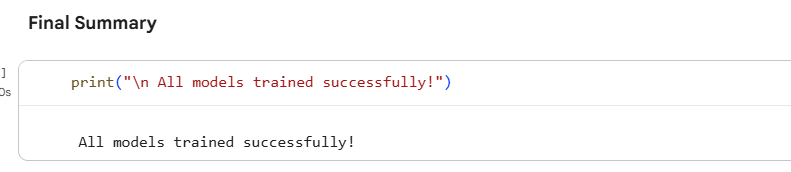 Final Summary
]
0s
print("\n All models trained successfully!")
All models trained successfully!